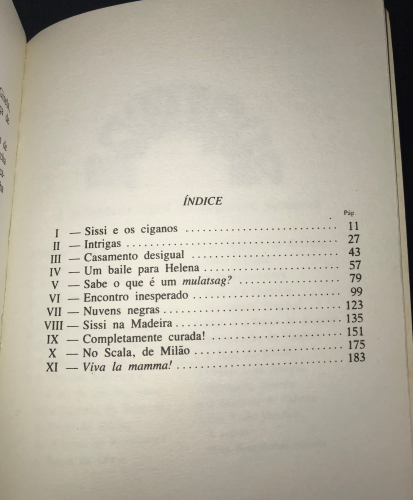 ÍNDICE
Pág.
I — Sissi e os ciganos 11
II — Intrigas 27
III — Casamento desigual 43
IV — Um baile para Helena 57
V — Sabe o que é um mulatsag? 79
VI — Encontro inesperado 99
VII — Nuvens negras 123
VIII — Sissi na Madeira 135
IX — Completamente curada! 151
X — No Scala, de Milão 175
XI — Viva la mamma! 183